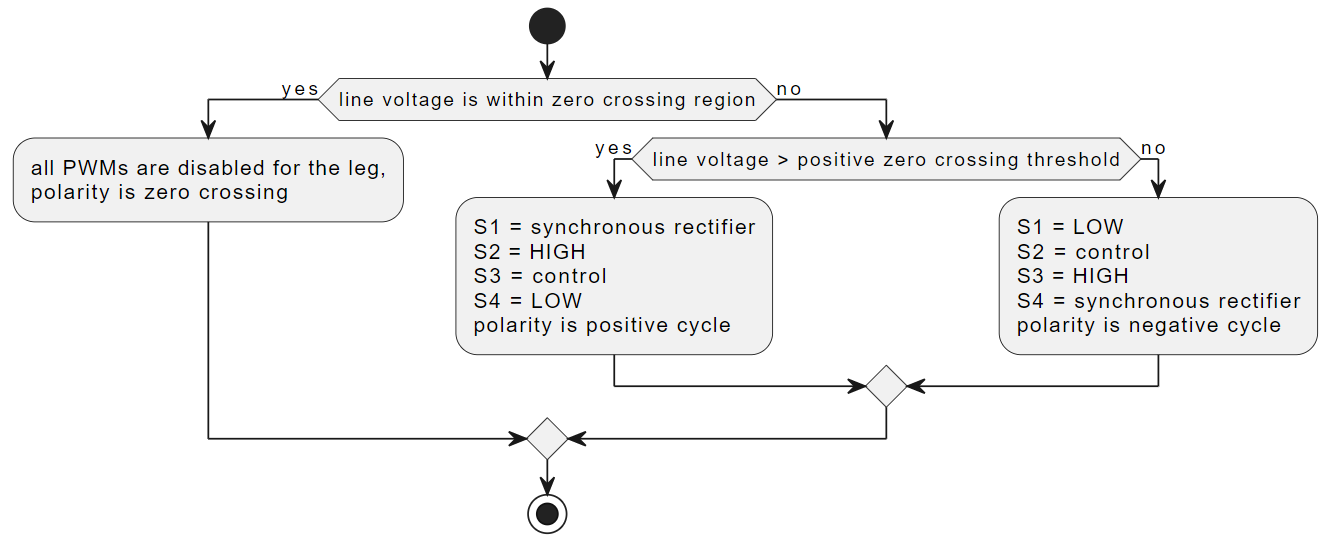 yes
line voltage is within zero crossing region
no
all PWMs are disabled for the leg,
polarity is zero crossing
yes
line voltage > positive zero crossing threshold
no
S1 = synchronous rectifier
S2 = HIGH
S3 = control
S4 = LOW
polarity is positive cycle
S1 = LOW
S2 = control
S3 = HIGH
S4 = synchronous rectifier
polarity is negative cycle